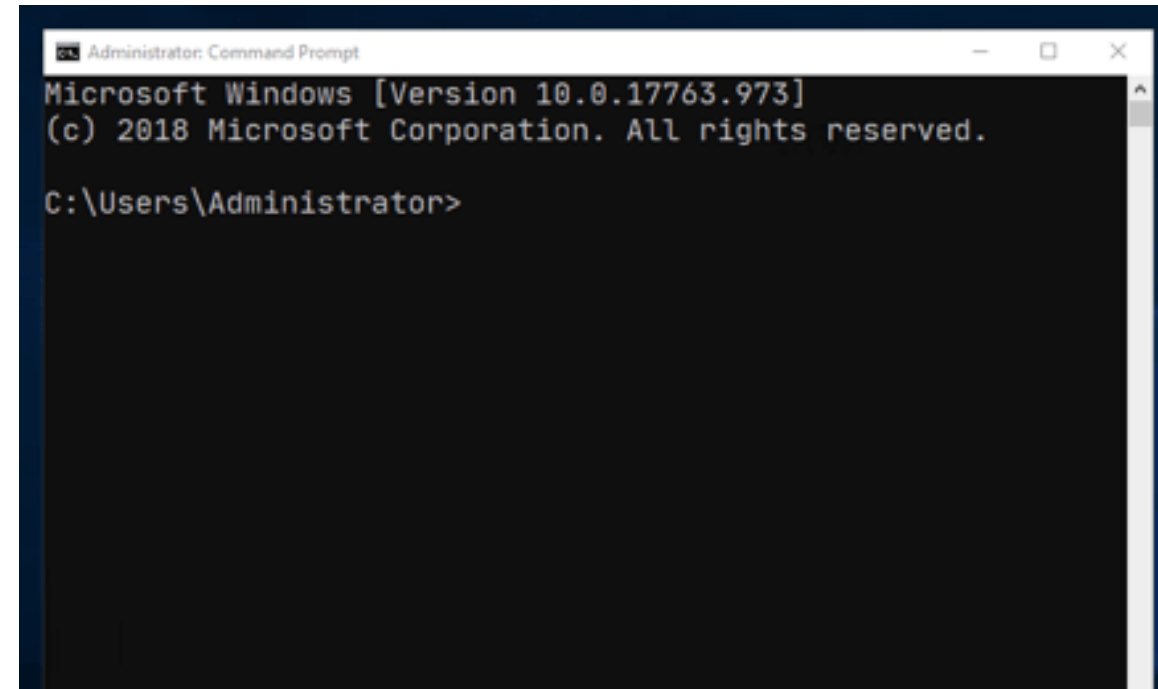 Administrator: Command Prompt
Microsoft Windows [Version 10.0.17763.973]
(c) 2018 Microsoft Corporation. All rights reserved.
C:\Users\Administrator>